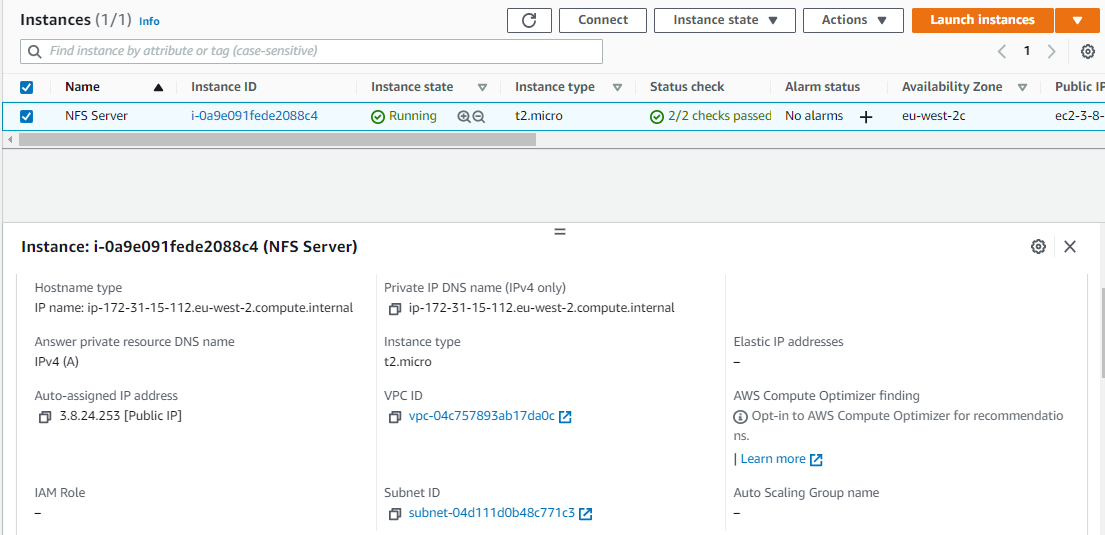 Instances (1/1) Info
Connect
Instance state
Actions
Launch instances
Find instance by attribute or tag (case-sensitive)
1
Name Instance ID Instance state Instance type Status check Alarm status Availability Zone Public IP
NFS Server i-0a9e091fede2088c4 Running t2.micro 2/2 checks passed No alarms + eu-west-2c ec2-3-8-
Instance: i-0a9e091fede2088c4 (NFS Server)
Hostname type
IP name: ip-172-31-15-112.eu-west-2.compute.internal
Private IP DNS name (IPv4 only)
ip-172-31-15-112.eu-west-2.compute.internal
Answer private resource DNS name
IPv4 (A)
Instance type
t2.micro
Elastic IP addresses
–
Auto-assigned IP address
3.8.24.253 [Public IP]
VPC ID
vpc-04c757893ab17da0c
AWS Compute Optimizer finding
Opt-in to AWS Compute Optimizer for recommendatio
ns.
| Learn more
IAM Role
–
Subnet ID
subnet-04d111d0b48c771c3
Auto Scaling Group name
–